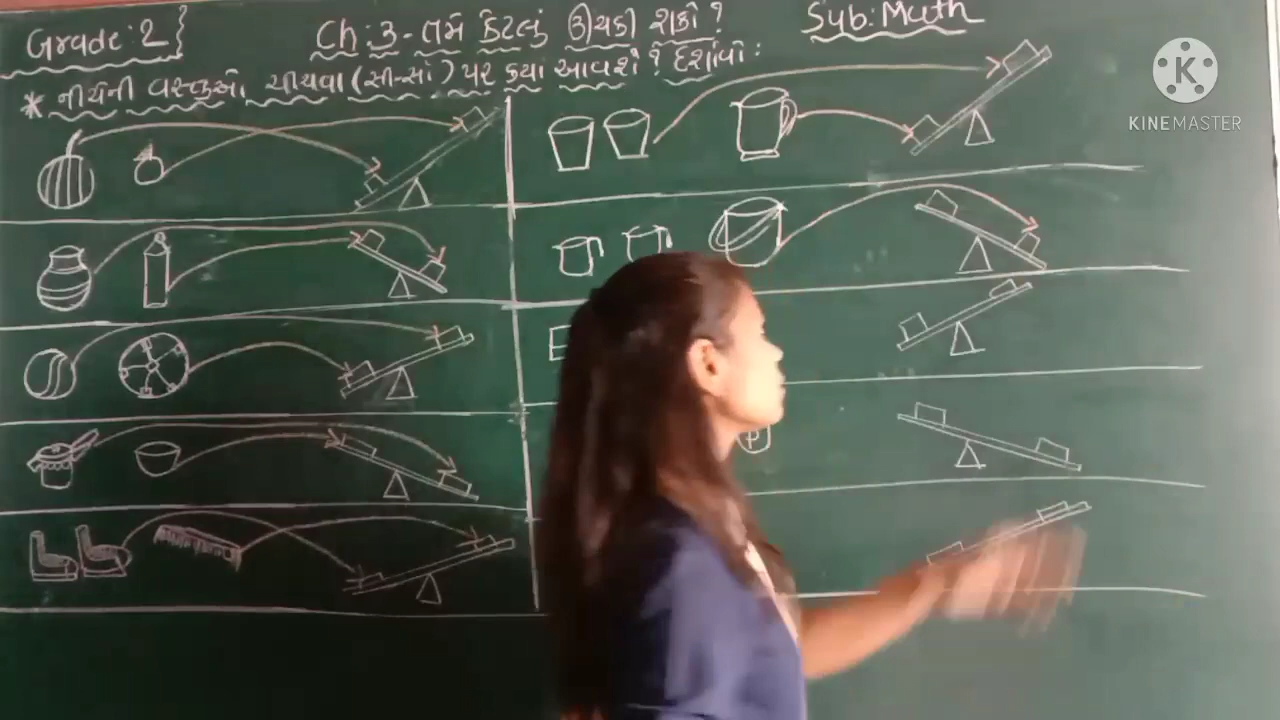 Grade: 2
Ch: 3 - તમે કેટલું ઊંચકી શકો ?
Sub: Math
* નીચેની વસ્તુઓ ચીચવા (સીન્સો) પર ક્યાં આવશે ? દર્શાવો :
K
KINEMASTER
P